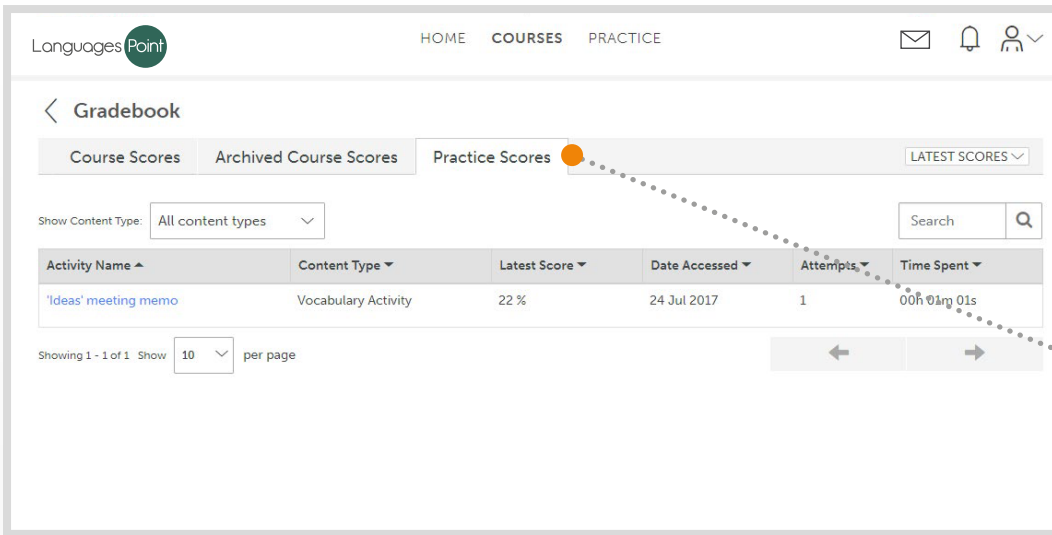 Languages Point HOME COURSES PRACTICE
Gradebook
Course Scores Archived Course Scores Practice Scores LATEST SCORES
Show Content Type: All content types Search
Activity Name Content Type Latest Score Date Accessed Attempts Time Spent
'Ideas' meeting memo Vocabulary Activity 22 % 24 Jul 2017 1 00h 01m 01s
Showing 1 - 1 of 1 Show 10 per page